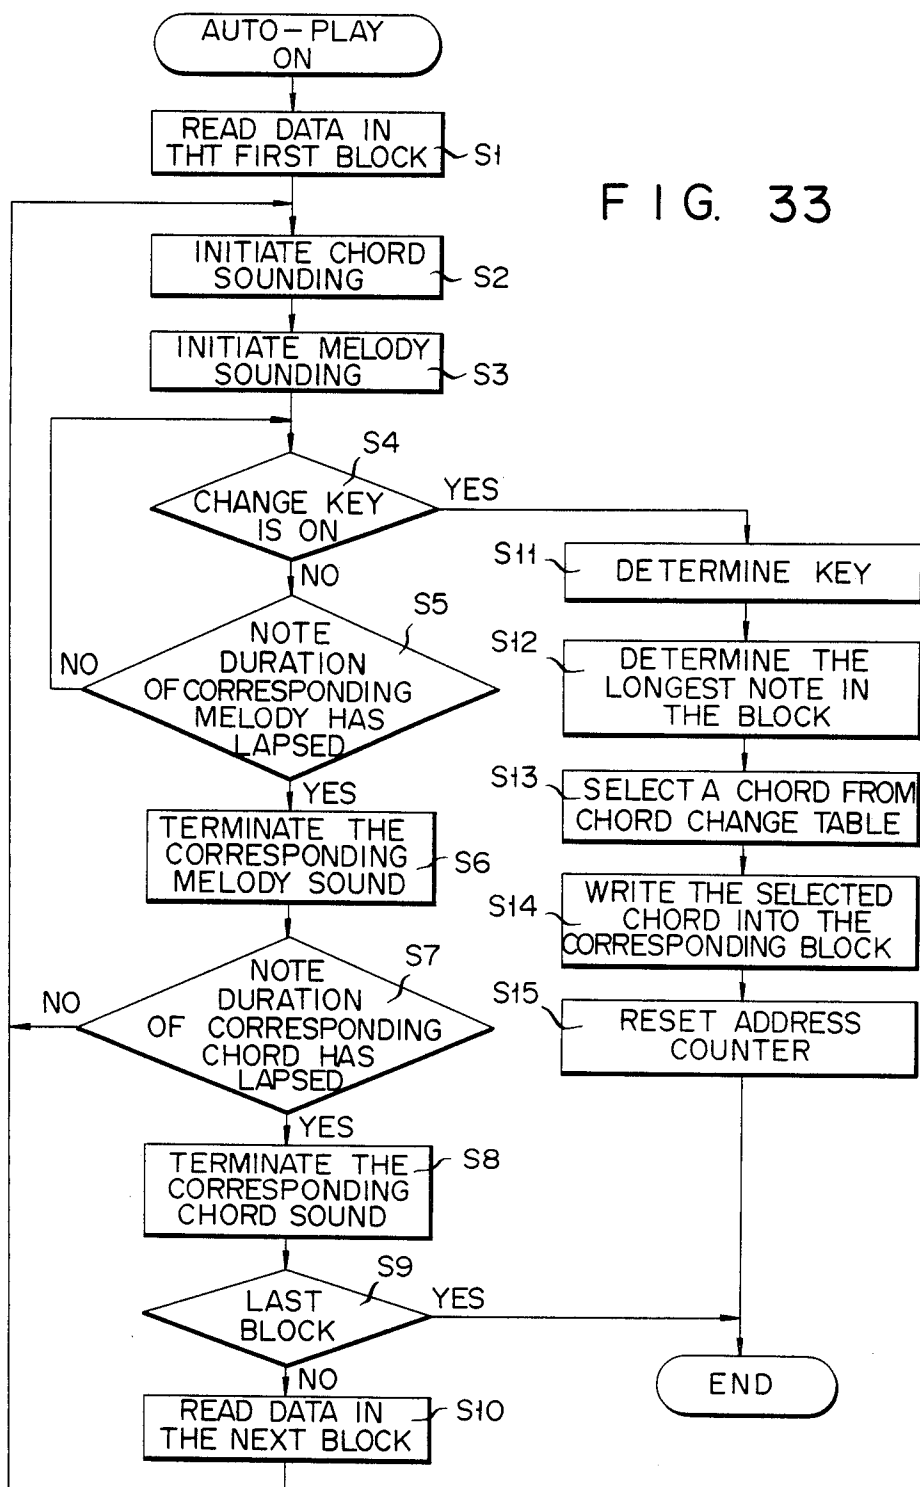 AUTO-PLAY
ON
READ DATA IN
THT FIRST BLOCK
S1
FIG. 33
INITIATE CHORD
SOUNDING
S2
INITIATE MELODY
SOUNDING
S3
S4
CHANGE KEY
IS ON
YES
NO
S5
NOTE
DURATION
OF CORRESPONDING
MELODY HAS
LAPSED
NO
YES
TERMINATE THE
CORRESPONDING
MELODY SOUND
S6
S7
NOTE
DURATION
OF CORRESPONDING
CHORD HAS
LAPSED
NO
YES
TERMINATE THE
CORRESPONDING
CHORD SOUND
S8
S9
LAST
BLOCK
YES
NO
READ DATA IN
THE NEXT BLOCK
S10
S11
DETERMINE KEY
S12
DETERMINE THE
LONGEST NOTE IN
THE BLOCK
S13
SELECT A CHORD FROM
CHORD CHANGE TABLE
S14
WRITE THE SELECTED
CHORD INTO THE
CORRESPONDING BLOCK
S15
RESET ADDRESS
COUNTER
END